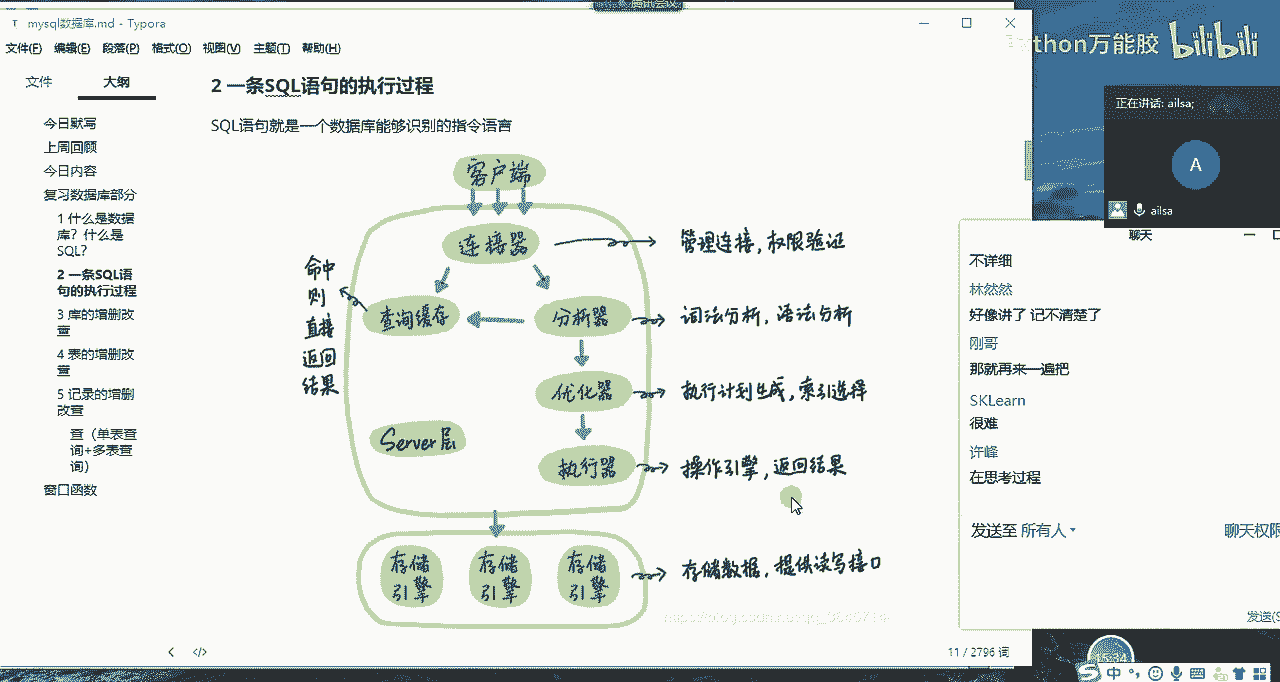 mysql数据库.md - Typora
文件(F) 编辑(E) 段落(P) 格式(O) 视图(V) 主题(T) 帮助(H)
文件 大纲
今日默写
上周回顾
今日内容
复习数据库部分
1 什么是数据
库？什么是
SQL？
2 一条SQL语
句的执行过程
3 库的增删改
查
4 表的增删改
查
5 记录的增删
改查
查（单表查
询+多表查
询）
窗口函数
2 一条SQL语句的执行过程
SQL语句就是一个数据库能够识别的指令语言
客户端
连接器
管理连接，权限验证
命中
则
直接
返回
结果
查询缓存
分析器
词法分析，语法分析
优化器
执行计划生成，索引选择
Server层
执行器
操作引擎，返回结果
存储
引擎
存储
引擎
存储
引擎
存储数据，提供读写接口
11 / 2796 词
thon万能胶 bilibili
正在讲话: ailsa;
A
ailsa
聊天
不详细
林然然
好像讲了 记不清楚了
刚哥
那就再来一遍把
SKLearn
很难
许峰
在思考过程
发送至 所有人
聊天权限
发送(S
中